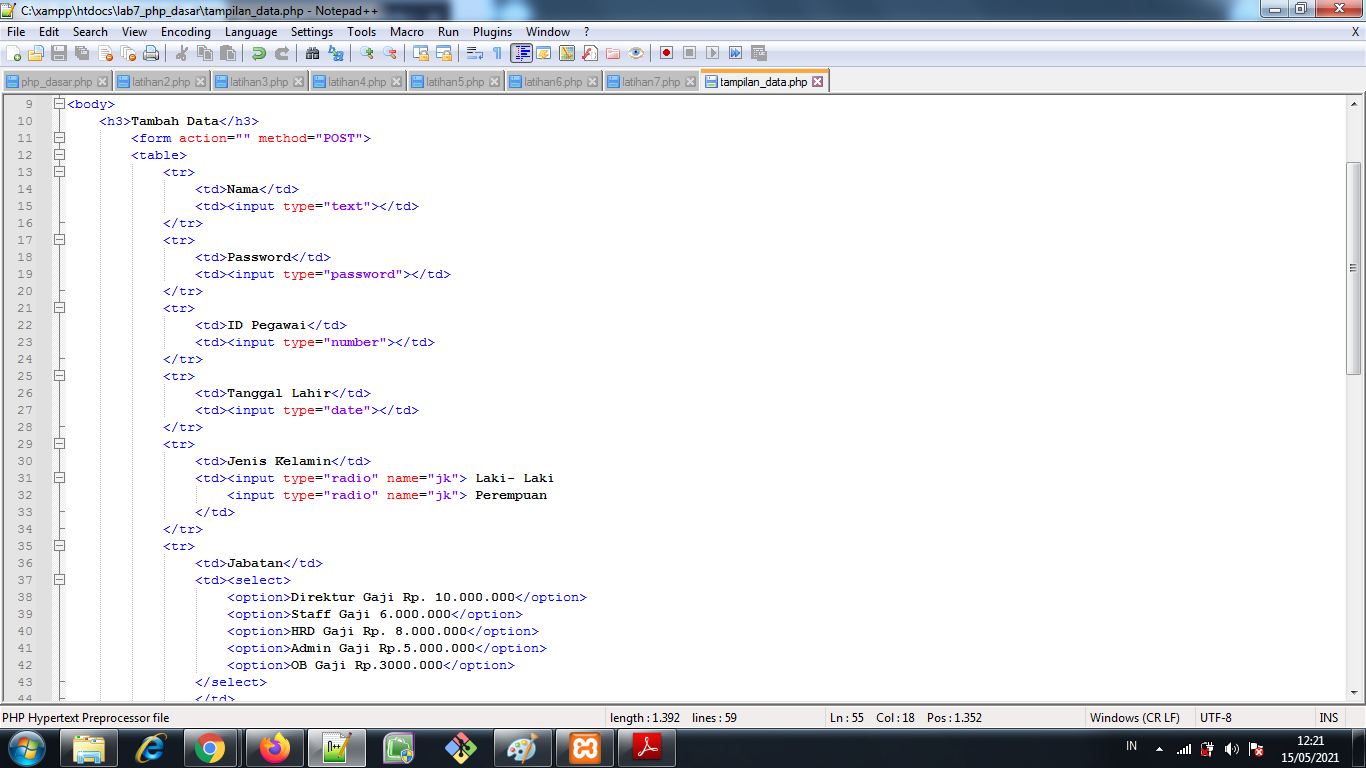 C:\xampp\htdocs\lab7_php_dasar\tampilan_data.php - Notepad++
File Edit Search View Encoding Language Settings Tools Macro Run Plugins Window ? X
php_dasar.php latihan2.php latihan3.php latihan4.php latihan5.php latihan6.php latihan7.php tampilan_data.php
9 <body>
10 <h3>Tambah Data</h3>
11 <form action="" method="POST">
12 <table>
13 <tr>
14 <td>Nama</td>
15 <td><input type="text"></td>
16 </tr>
17 <tr>
18 <td>Password</td>
19 <td><input type="password"></td>
20 </tr>
21 <tr>
22 <td>ID Pegawai</td>
23 <td><input type="number"></td>
24 </tr>
25 <tr>
26 <td>Tanggal Lahir</td>
27 <td><input type="date"></td>
28 </tr>
29 <tr>
30 <td>Jenis Kelamin</td>
31 <td><input type="radio" name="jk"> Laki- Laki
32 <input type="radio" name="jk"> Perempuan
33 </td>
34 </tr>
35 <tr>
36 <td>Jabatan</td>
37 <td><select>
38 <option>Direktur Gaji Rp. 10.000.000</option>
39 <option>Staff Gaji 6.000.000</option>
40 <option>HRD Gaji Rp. 8.000.000</option>
41 <option>Admin Gaji Rp.5.000.000</option>
42 <option>OB Gaji Rp.3000.000</option>
43 </select>
44 </td>
PHP Hypertext Preprocessor file length : 1.392 lines : 59 Ln : 55 Col : 18 Pos : 1.352 Windows (CR LF) UTF-8 INS
IN 12:21
15/05/2021